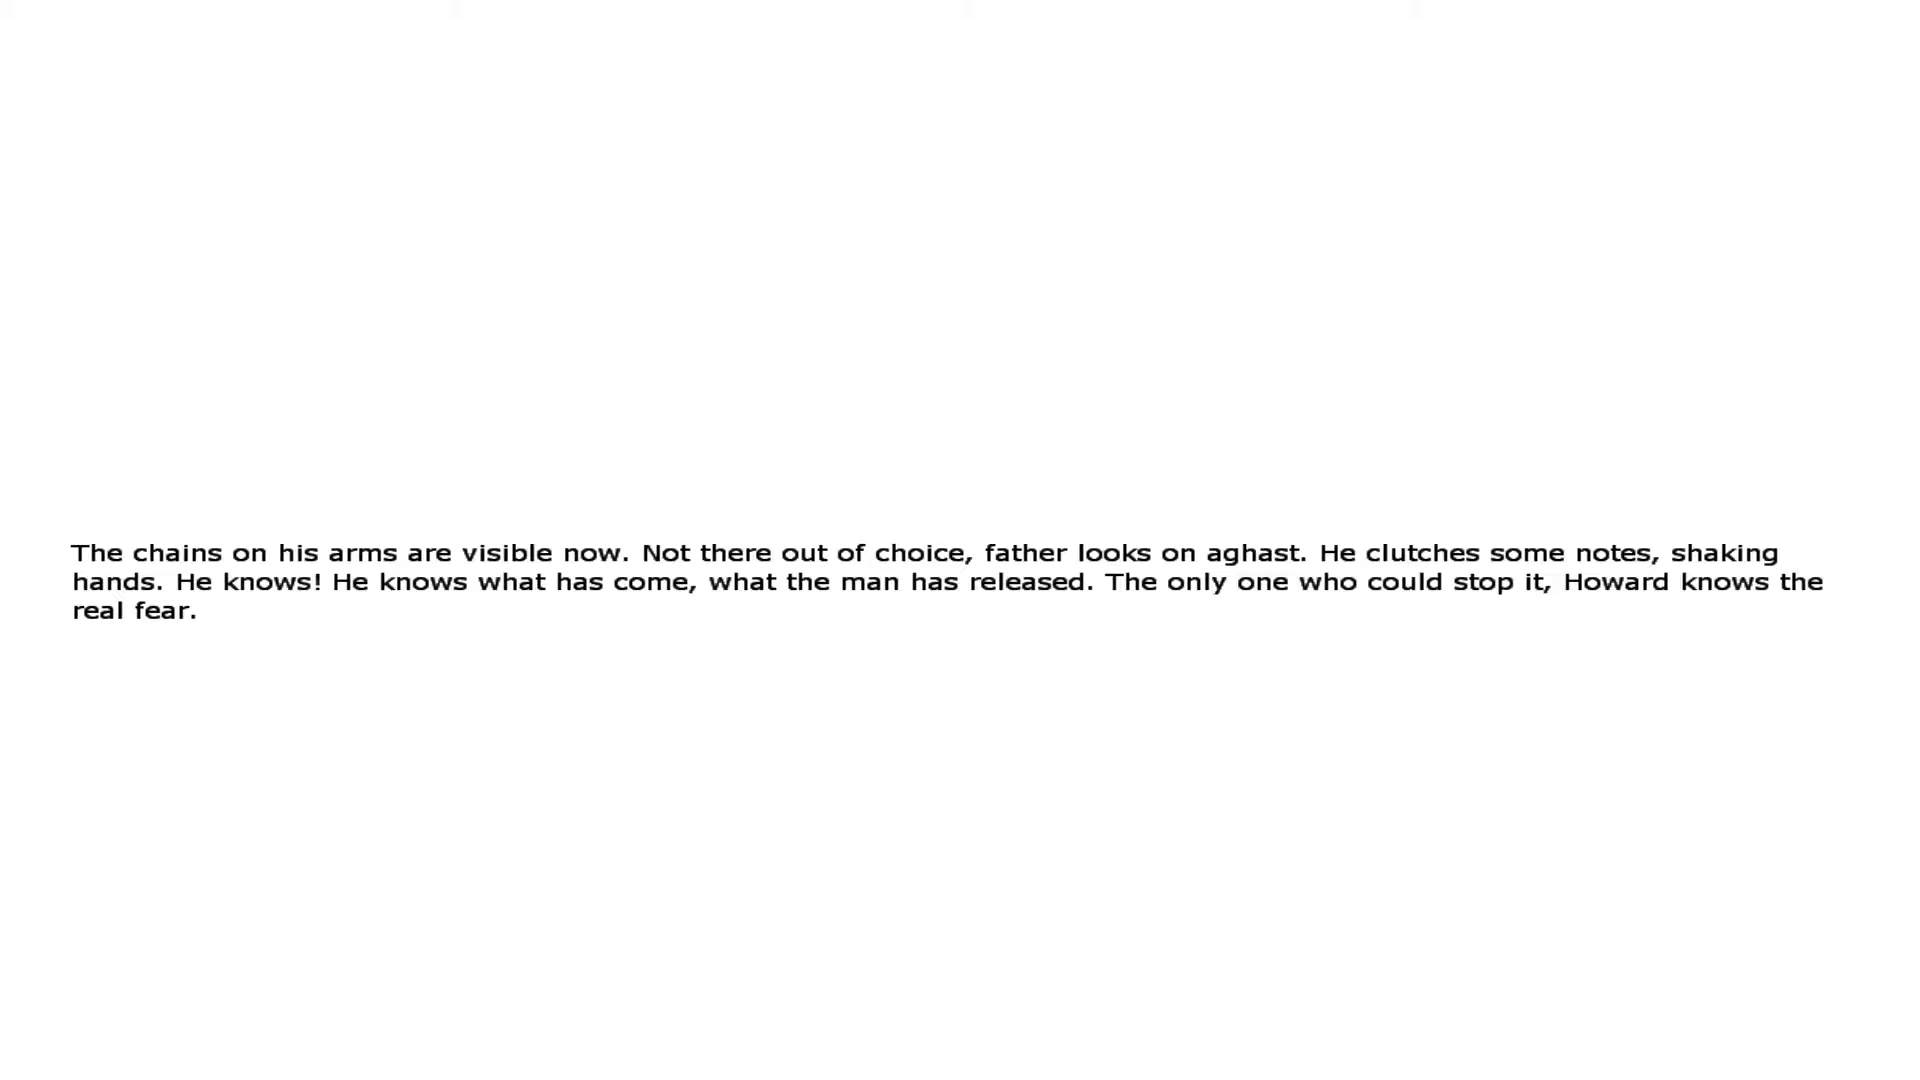 The chains on his arms are visible now. Not there out of choice, father looks on aghast. He clutches some notes, shaking
hands. He knows! He knows what has come, what the man has released. The only one who could stop it, Howard knows the
real fear.